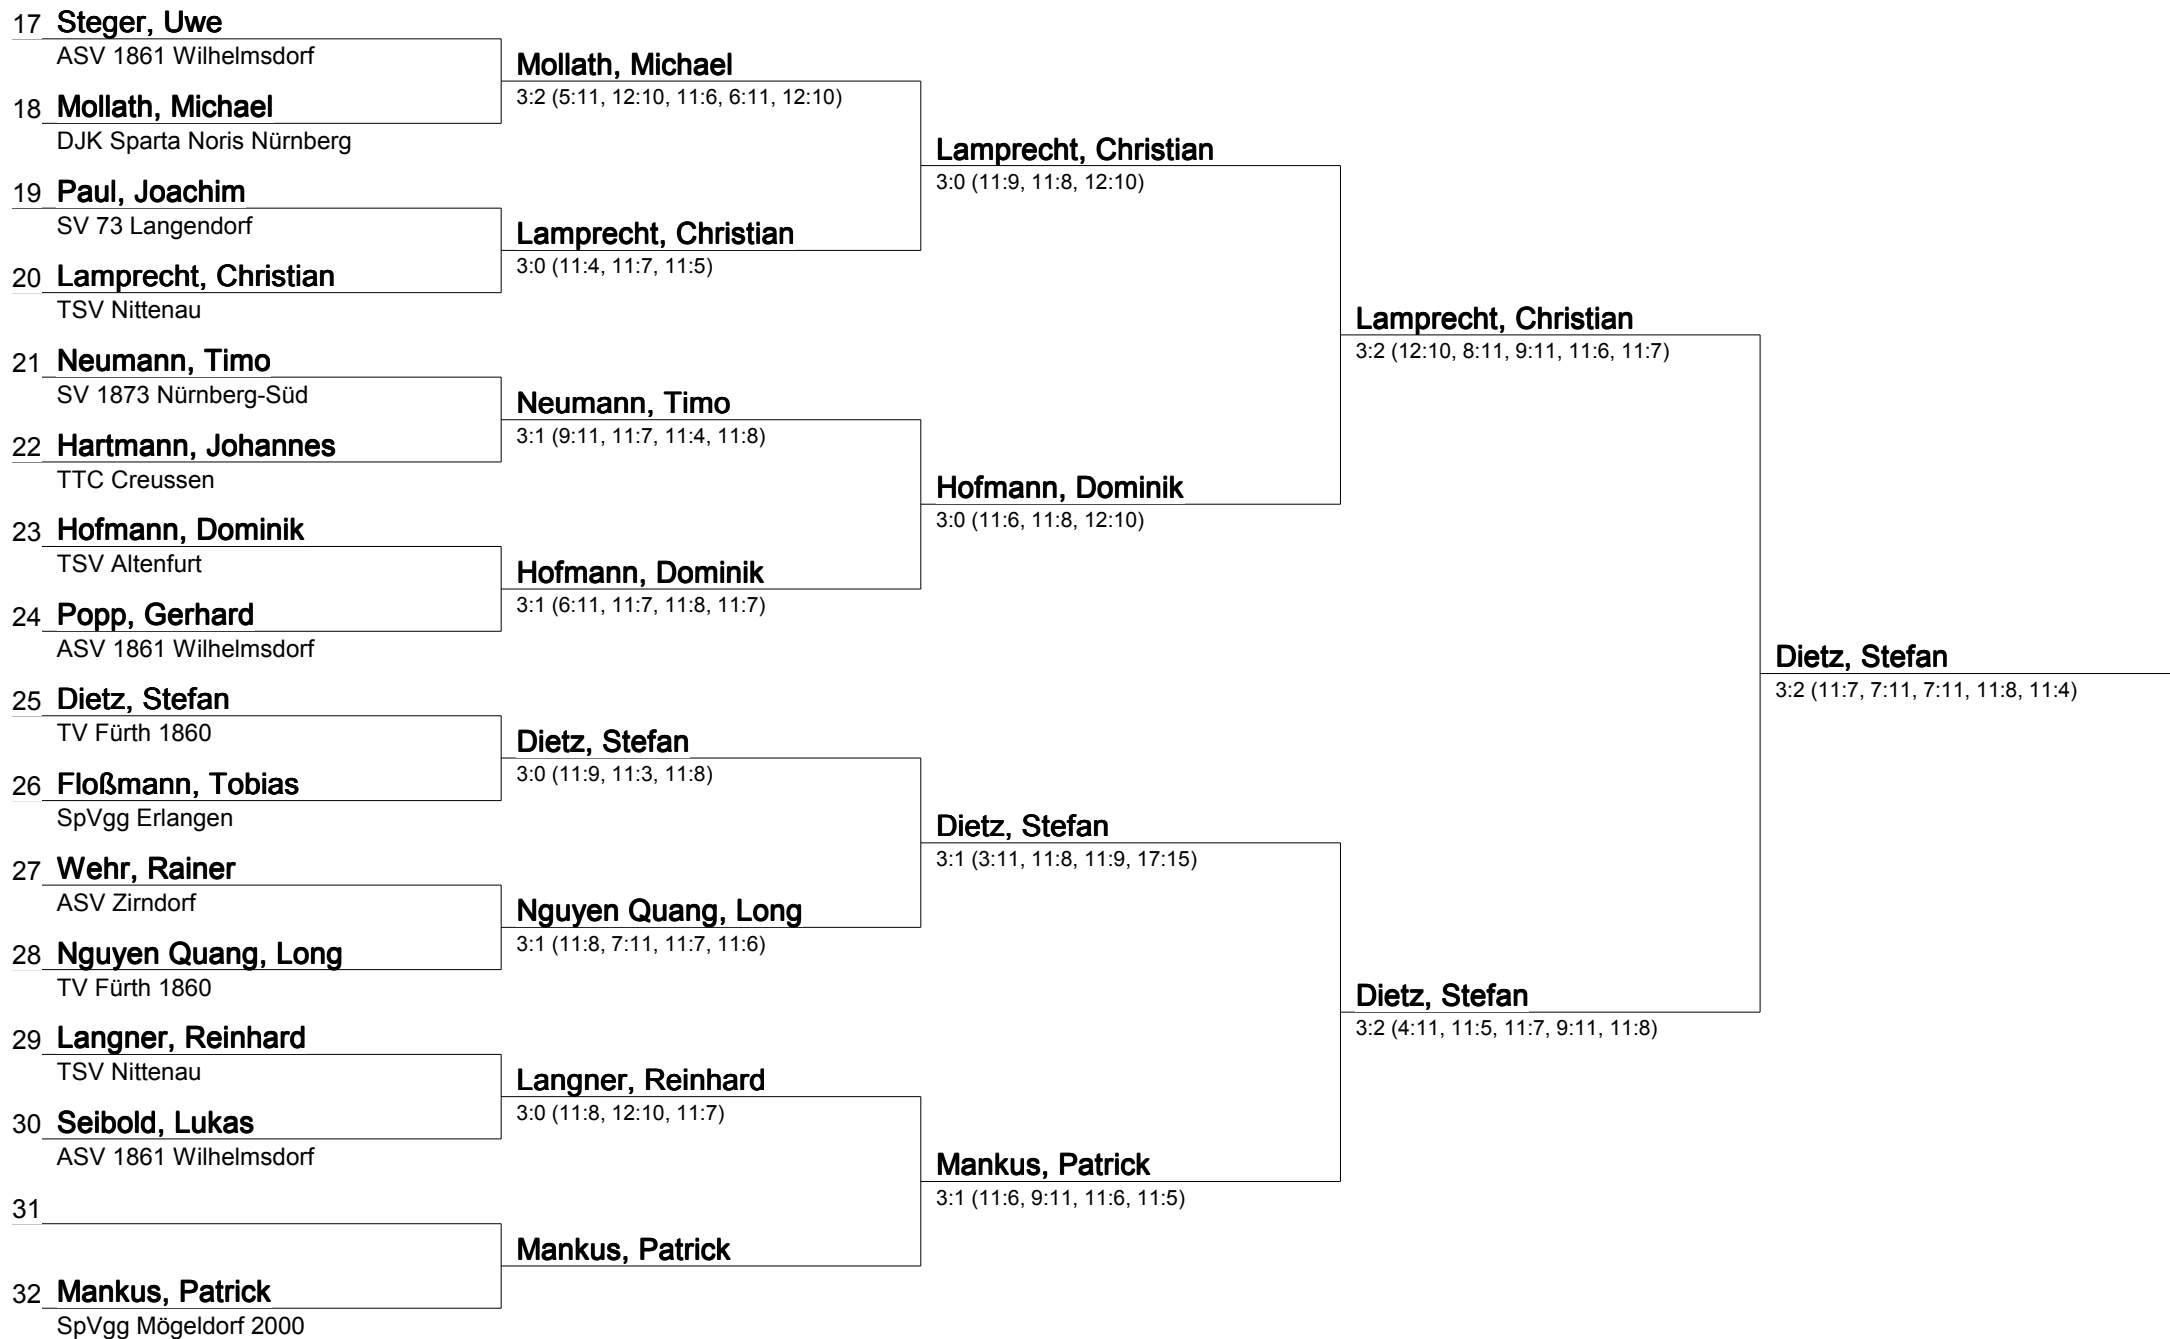 17 Steger, Uwe
ASV 1861 Wilhelmsdorf
Mollath, Michael
3:2 (5:11, 12:10, 11:6, 6:11, 12:10)
18 Mollath, Michael
DJK Sparta Noris Nürnberg
Lamprecht, Christian
3:0 (11:9, 11:8, 12:10)
19 Paul, Joachim
SV 73 Langendorf
Lamprecht, Christian
3:0 (11:4, 11:7, 11:5)
20 Lamprecht, Christian
TSV Nittenau
Lamprecht, Christian
3:2 (12:10, 8:11, 9:11, 11:6, 11:7)
21 Neumann, Timo
SV 1873 Nürnberg-Süd
Neumann, Timo
3:1 (9:11, 11:7, 11:4, 11:8)
22 Hartmann, Johannes
TTC Creussen
Hofmann, Dominik
3:0 (11:6, 11:8, 12:10)
23 Hofmann, Dominik
TSV Altenfurt
Hofmann, Dominik
3:1 (6:11, 11:7, 11:8, 11:7)
24 Popp, Gerhard
ASV 1861 Wilhelmsdorf
Dietz, Stefan
3:2 (11:7, 7:11, 7:11, 11:8, 11:4)
25 Dietz, Stefan
TV Fürth 1860
Dietz, Stefan
3:0 (11:9, 11:3, 11:8)
26 Floßmann, Tobias
SpVgg Erlangen
Dietz, Stefan
3:1 (3:11, 11:8, 11:9, 17:15)
27 Wehr, Rainer
ASV Zirndorf
Nguyen Quang, Long
3:1 (11:8, 7:11, 11:7, 11:6)
28 Nguyen Quang, Long
TV Fürth 1860
Dietz, Stefan
3:2 (4:11, 11:5, 11:7, 9:11, 11:8)
29 Langner, Reinhard
TSV Nittenau
Langner, Reinhard
3:0 (11:8, 12:10, 11:7)
30 Seibold, Lukas
ASV 1861 Wilhelmsdorf
Mankus, Patrick
3:1 (11:6, 9:11, 11:6, 11:5)
31
Mankus, Patrick
32 Mankus, Patrick
SpVgg Mögeldorf 2000